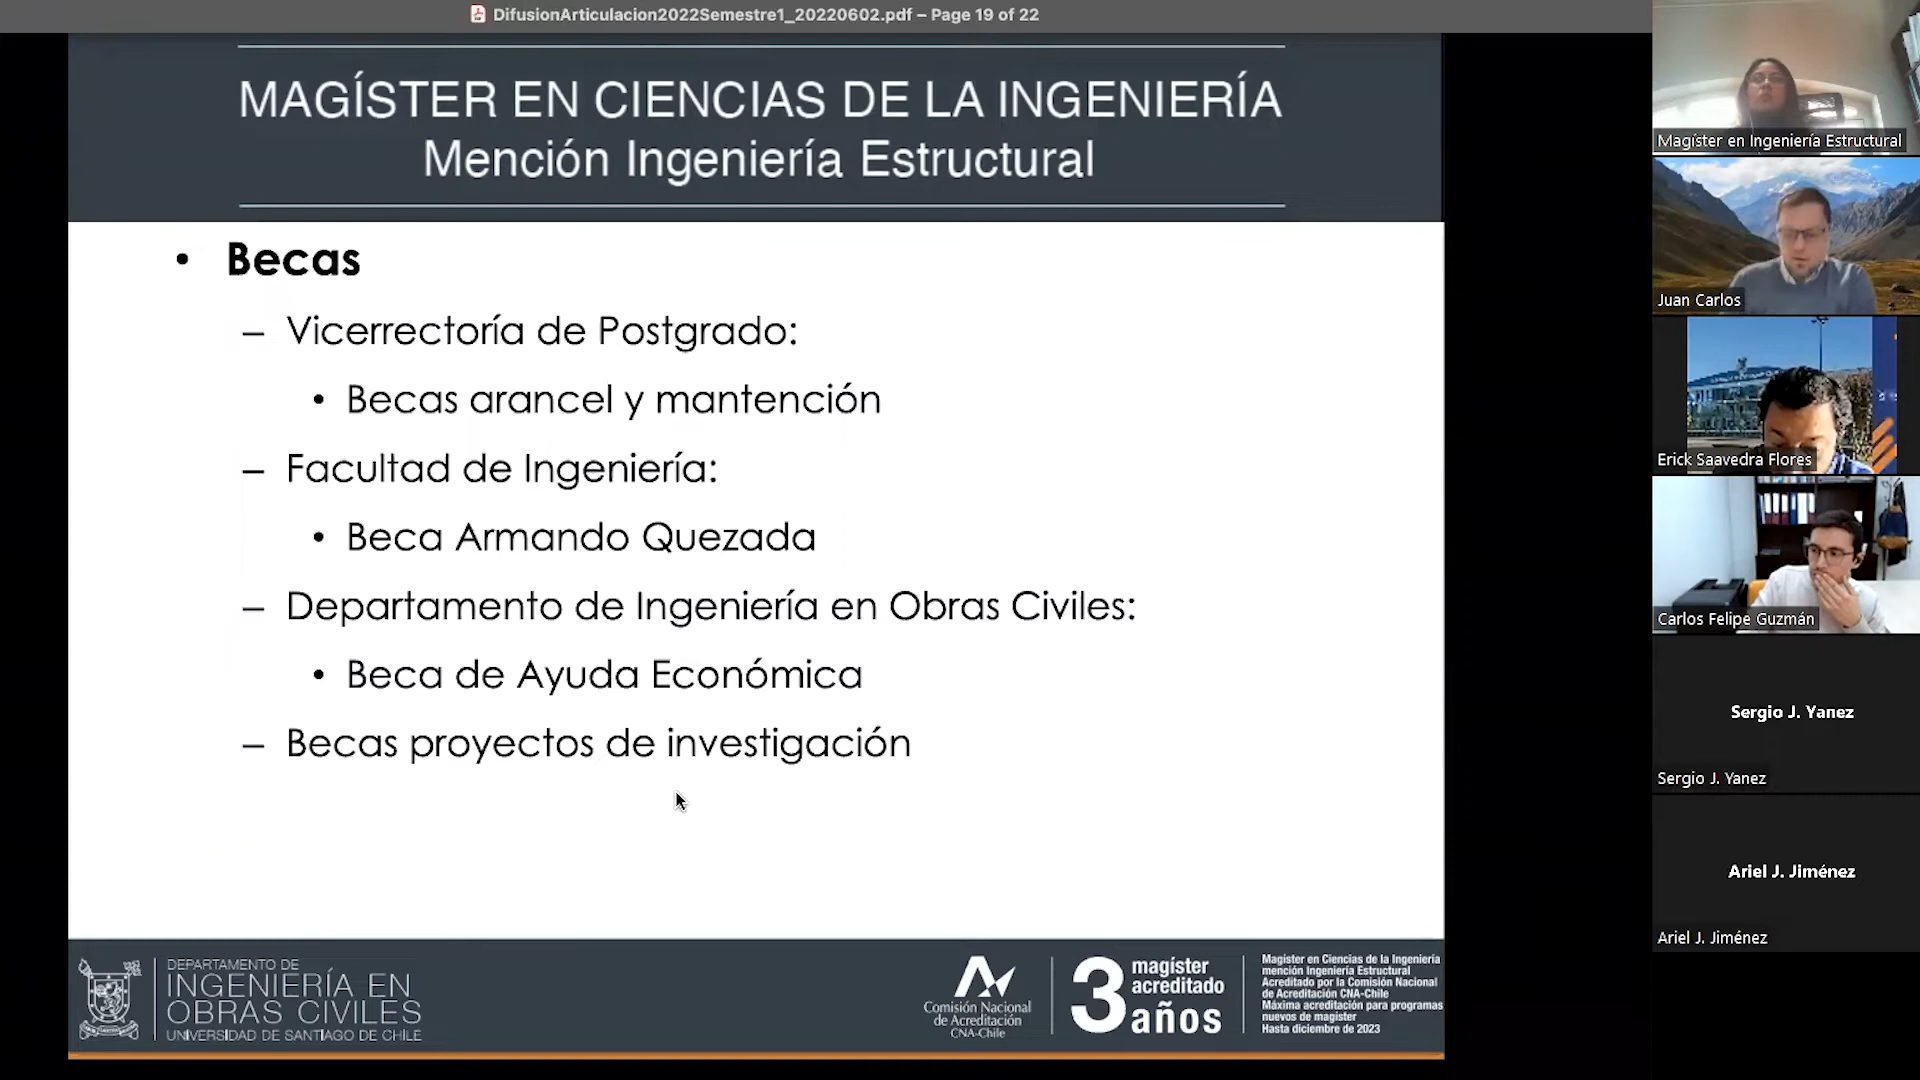 DifusionArticulacion2022Semestre1_20220602.pdf – Page 19 of 22
MAGÍSTER EN CIENCIAS DE LA INGENIERÍA
Mención Ingeniería Estructural
• Becas
– Vicerrectoría de Postgrado:
• Becas arancel y mantención
– Facultad de Ingeniería:
• Beca Armando Quezada
– Departamento de Ingeniería en Obras Civiles:
• Beca de Ayuda Económica
– Becas proyectos de investigación
DEPARTAMENTO DE
INGENIERÍA EN
OBRAS CIVILES
UNIVERSIDAD DE SANTIAGO DE CHILE
Comisión Nacional
de Acreditación
CNA-Chile
3 magíster
acreditado
años
Magíster en Ciencias de la Ingeniería
mención Ingeniería Estructural
Acreditado por la Comisión Nacional
de Acreditación CNA-Chile
Máxima acreditación para programas
nuevos de magíster
Hasta diciembre de 2023
Magíster en Ingeniería Estructural
Juan Carlos
Erick Saavedra Flores
Carlos Felipe Guzmán
Sergio J. Yanez
Sergio J. Yanez
Ariel J. Jiménez
Ariel J. Jiménez